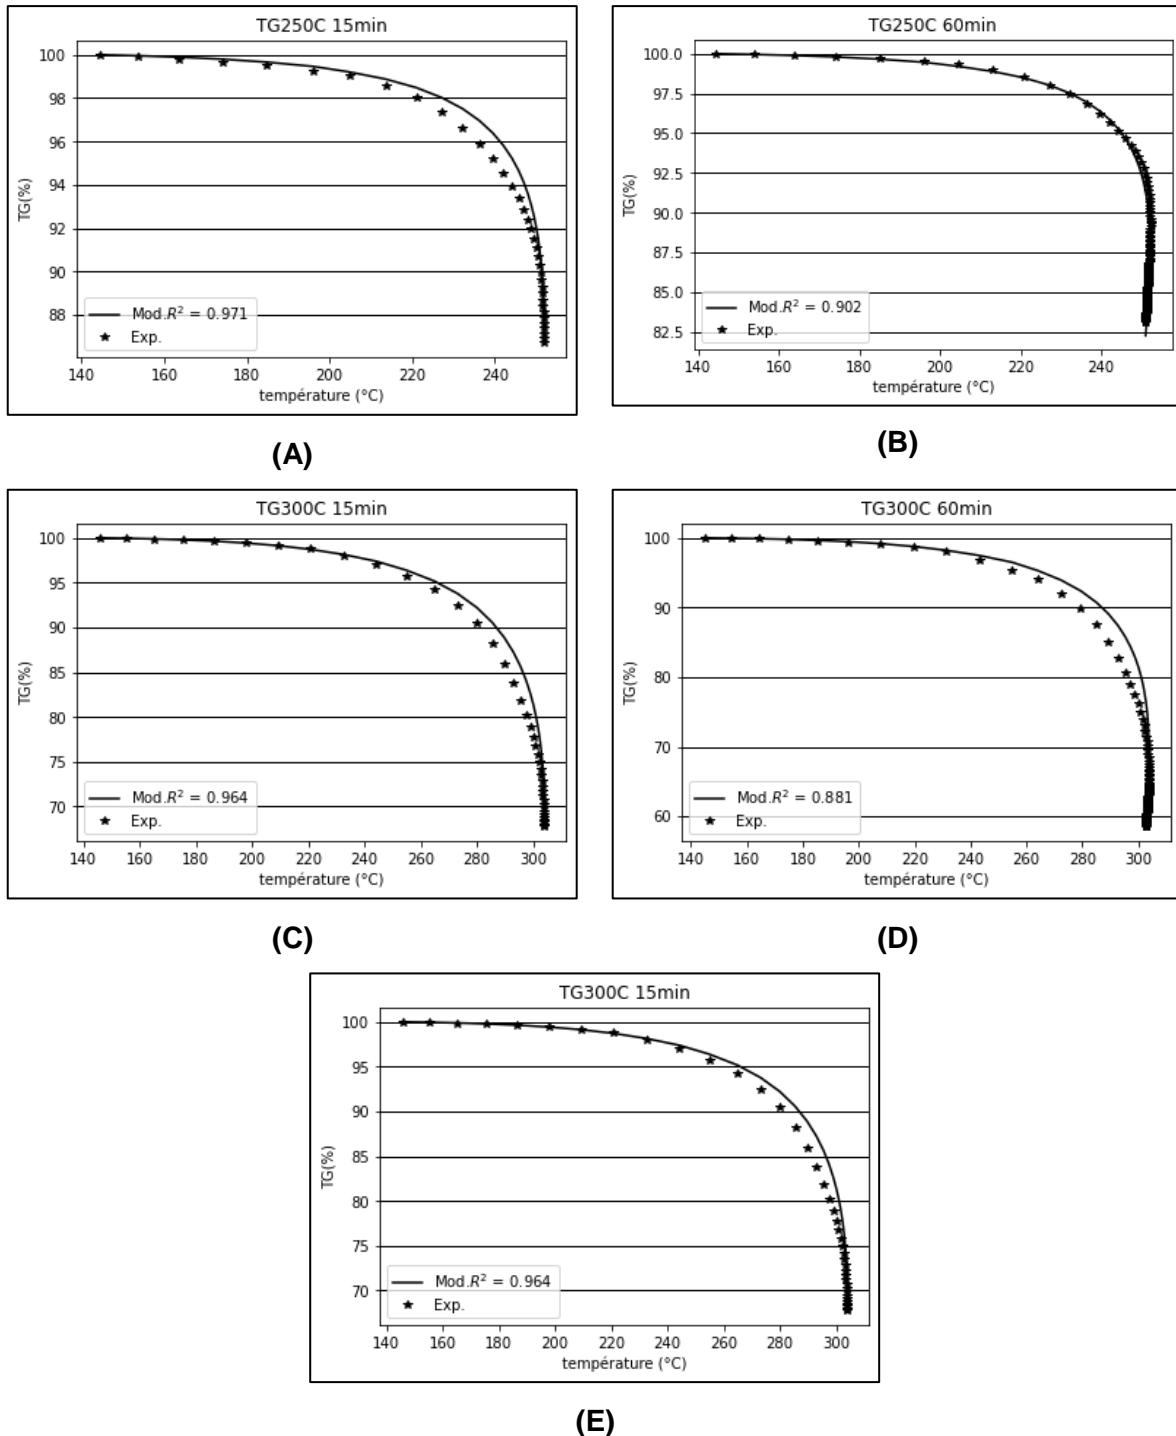 TG250C 15min
100
98
96
94
92
90
88
TG(%)
Mod.R² = 0.971
Exp.
140 160 180 200 220 240
température (°C)
(A)
TG250C 60min
100.0
97.5
95.0
92.5
90.0
87.5
85.0
82.5
TG(%)
Mod.R² = 0.902
Exp.
140 160 180 200 220 240
température (°C)
(B)
TG300C 15min
100
95
90
85
80
75
70
TG(%)
Mod.R² = 0.964
Exp.
140 160 180 200 220 240 260 280 300
température (°C)
(C)
TG300C 60min
100
90
80
70
60
TG(%)
Mod.R² = 0.881
Exp.
140 160 180 200 220 240 260 280 300
température (°C)
(D)
TG300C 15min
100
95
90
85
80
75
70
TG(%)
Mod.R² = 0.964
Exp.
140 160 180 200 220 240 260 280 300
température (°C)
(E)